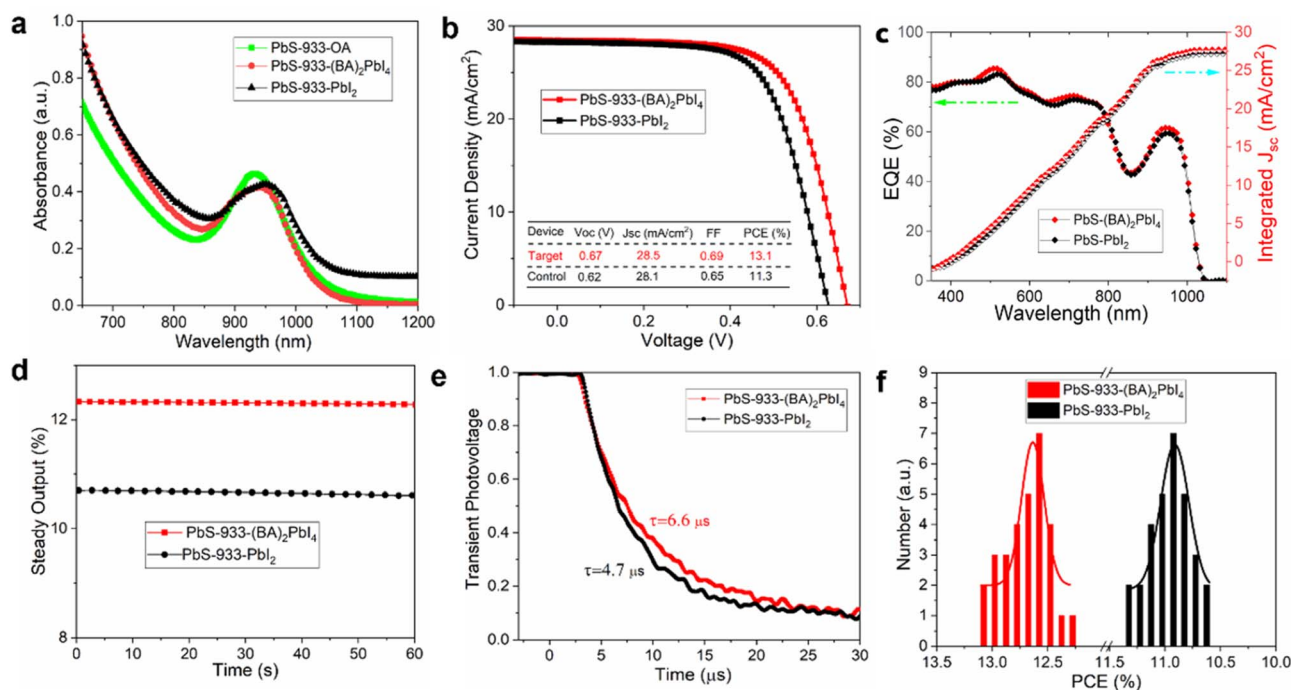 a
Absorbance (a.u.)
1.0
0.8
0.6
0.4
0.2
0.0
PbS-933-OA
PbS-933-(BA)₂PbI₄
PbS-933-PbI₂
700 800 900 1000 1100 1200
Wavelength (nm)
b
Current Density (mA/cm²)
30
25
20
15
10
5
0
PbS-933-(BA)₂PbI₄
PbS-933-PbI₂
Device Voc (V) Jsc (mA/cm²) FF PCE (%)
Target 0.67 28.5 0.69 13.1
Control 0.62 28.1 0.65 11.3
0.0 0.2 0.4 0.6
Voltage (V)
c
EQE (%)
100
80
60
40
20
0
PbS-(BA)₂PbI₄
PbS-PbI₂
30
25
20
15
10
5
0
Integrated Jsc (mA/cm²)
400 600 800 1000
Wavelength (nm)
d
Steady Output (%)
12
10
8
PbS-933-(BA)₂PbI₄
PbS-933-PbI₂
0 10 20 30 40 50 60
Time (s)
e
Transient Photovoltage
1.0
0.8
0.6
0.4
0.2
0.0
PbS-933-(BA)₂PbI₄
PbS-933-PbI₂
τ=6.6 μs
τ=4.7 μs
0 5 10 15 20 25 30
Time (μs)
f
Number (a.u.)
9
8
7
6
5
4
3
2
1
0
PbS-933-(BA)₂PbI₄
PbS-933-PbI₂
13.5 13.0 12.5 11.5 11.0 10.5 10.0
PCE (%)